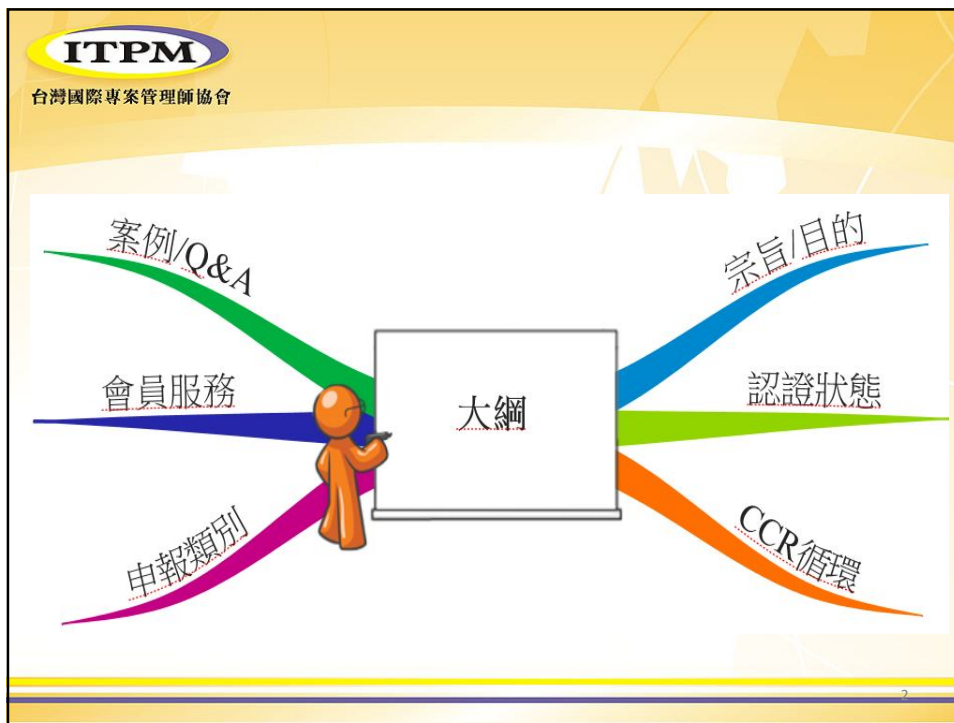 ITPM
台灣國際專案管理師協會
案例/Q&A
宗旨/目的
會員服務
大綱
認證狀態
申報類別
CCR循環
2